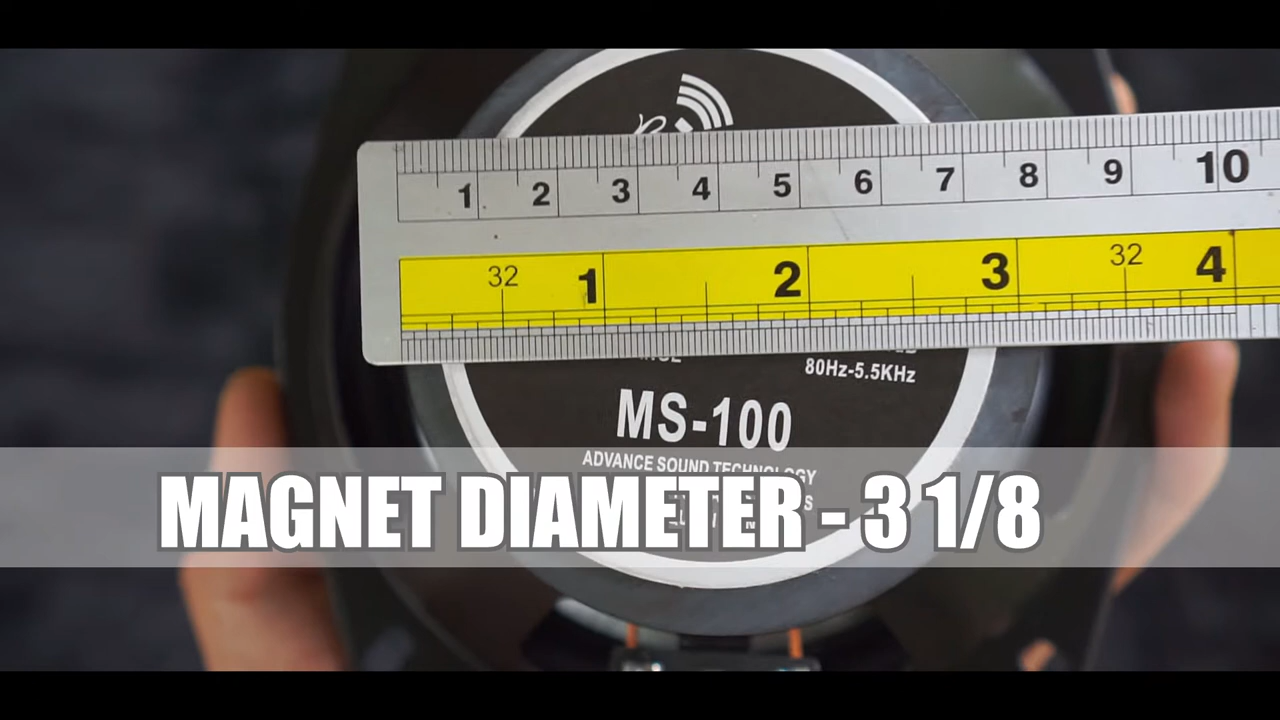 1 2 3 4 5 6 7 8 9 10
32 1 2 3 32 4
80Hz-5.5KHz
MS-100
ADVANCE SOUND TECHNOLOGY
MAGNET DIAMETER - 3 1/8